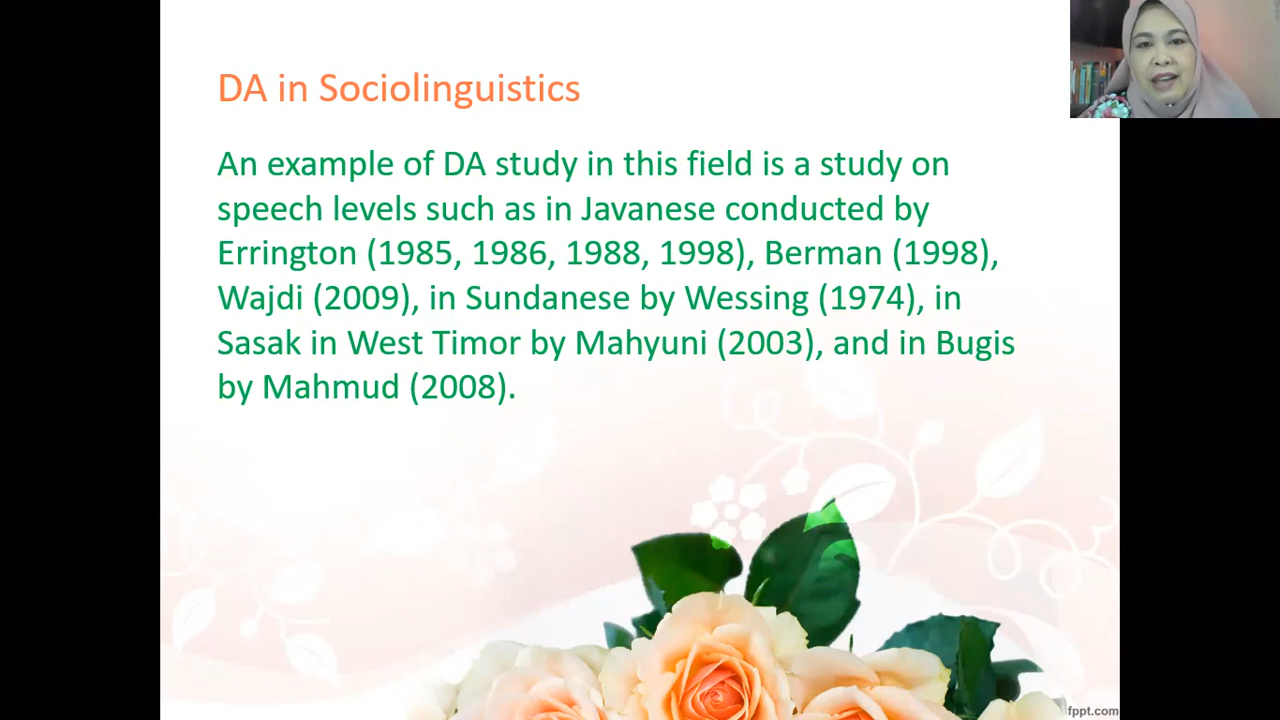 DA in Sociolinguistics
An example of DA study in this field is a study on
speech levels such as in Javanese conducted by
Errington (1985, 1986, 1988, 1998), Berman (1998),
Wajdi (2009), in Sundanese by Wessing (1974), in
Sasak in West Timor by Mahyuni (2003), and in Bugis
by Mahmud (2008).
fppt.com